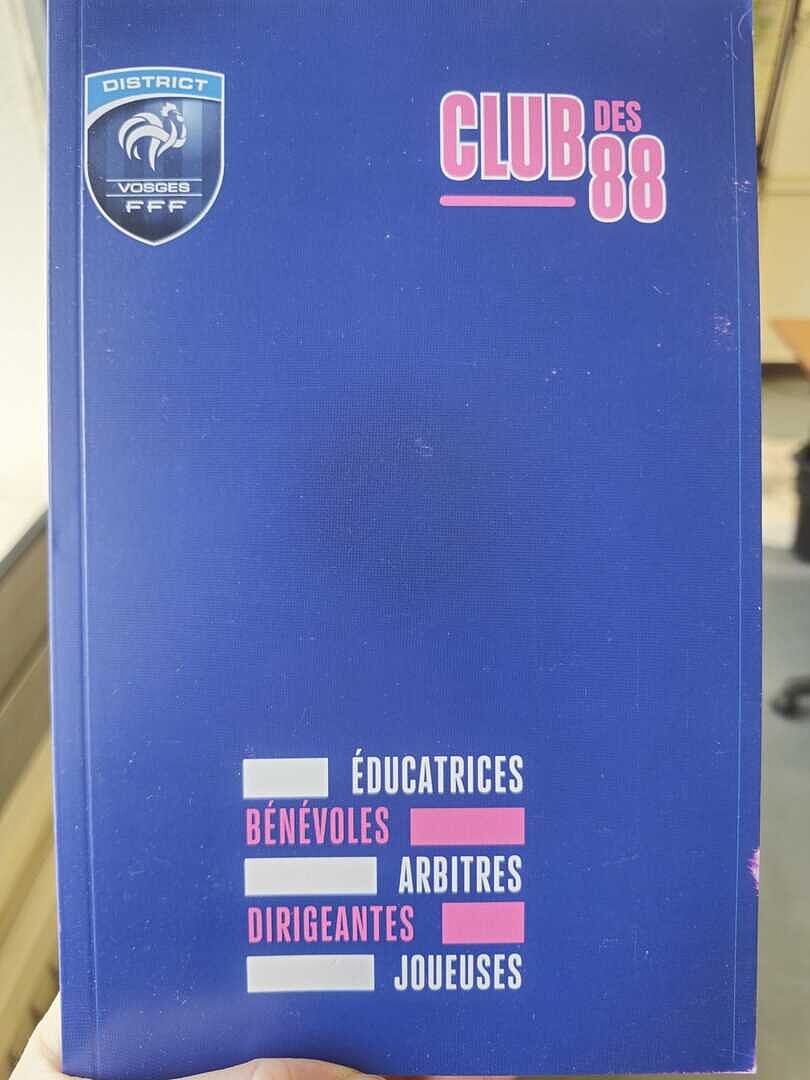 DISTRICT
VOSGES
FFF
CLUB DES
88
ÉDUCATRICES
BÉNÉVOLES
ARBITRES
DIRIGEANTES
JOUEUSES